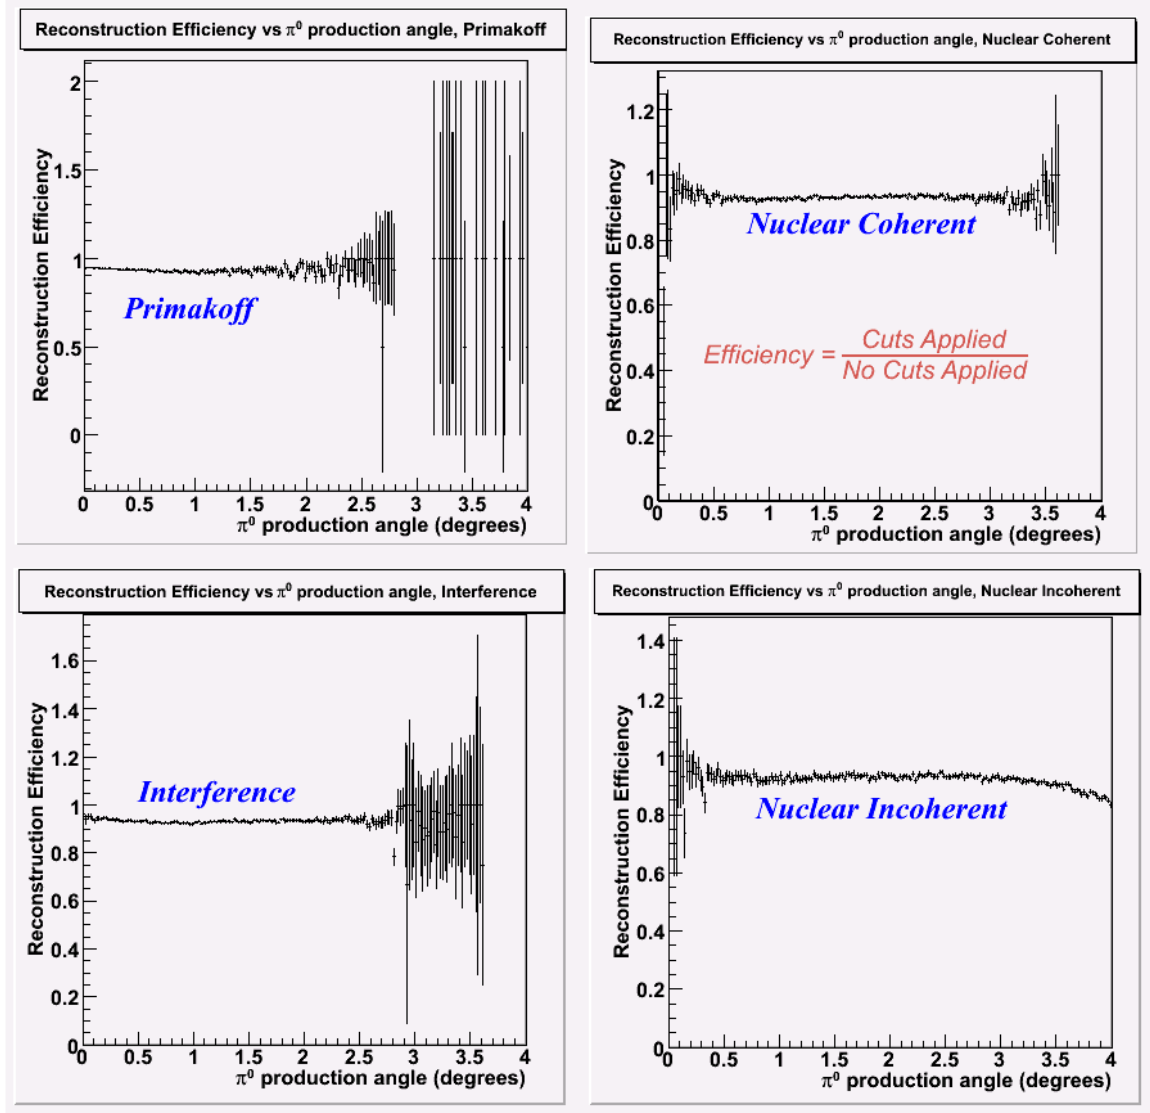 Reconstruction Efficiency vs π⁰ production angle, Primakoff
Reconstruction Efficiency
2
1.5
1
0.5
0
Primakoff
0 0.5 1 1.5 2 2.5 3 3.5 4
π⁰ production angle (degrees)
Reconstruction Efficiency vs π⁰ production angle, Nuclear Coherent
Reconstruction Efficiency
1.2
1
0.8
0.6
0.4
0.2
0
Nuclear Coherent
Efficiency = Cuts Applied
No Cuts Applied
0 0.5 1 1.5 2 2.5 3 3.5 4
π⁰ production angle (degrees)
Reconstruction Efficiency vs π⁰ production angle, Interference
Reconstruction Efficiency
1.6
1.4
1.2
1
0.8
0.6
0.4
0.2
0
Interference
0 0.5 1 1.5 2 2.5 3 3.5 4
π⁰ production angle (degrees)
Reconstruction Efficiency vs π⁰ production angle, Nuclear Incoherent
Reconstruction Efficiency
1.4
1.2
1
0.8
0.6
0.4
0.2
0
Nuclear Incoherent
0 0.5 1 1.5 2 2.5 3 3.5 4
π⁰ production angle (degrees)